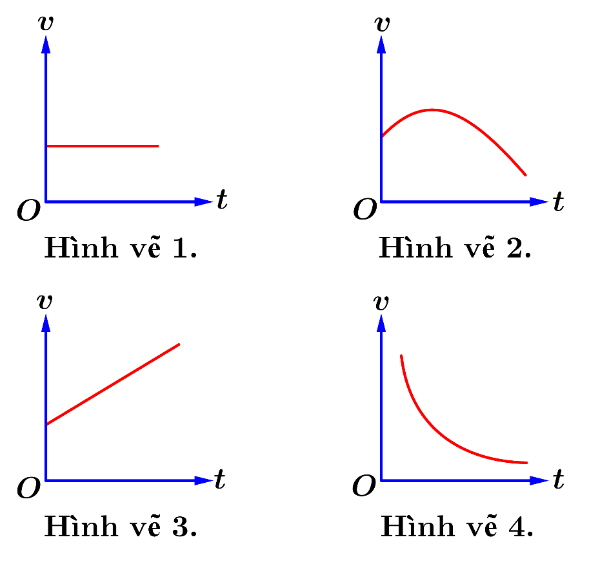 v
v
O
t
O
t
Hình vẽ 1.
Hình vẽ 2.
v
v
O
t
O
t
Hình vẽ 3.
Hình vẽ 4.